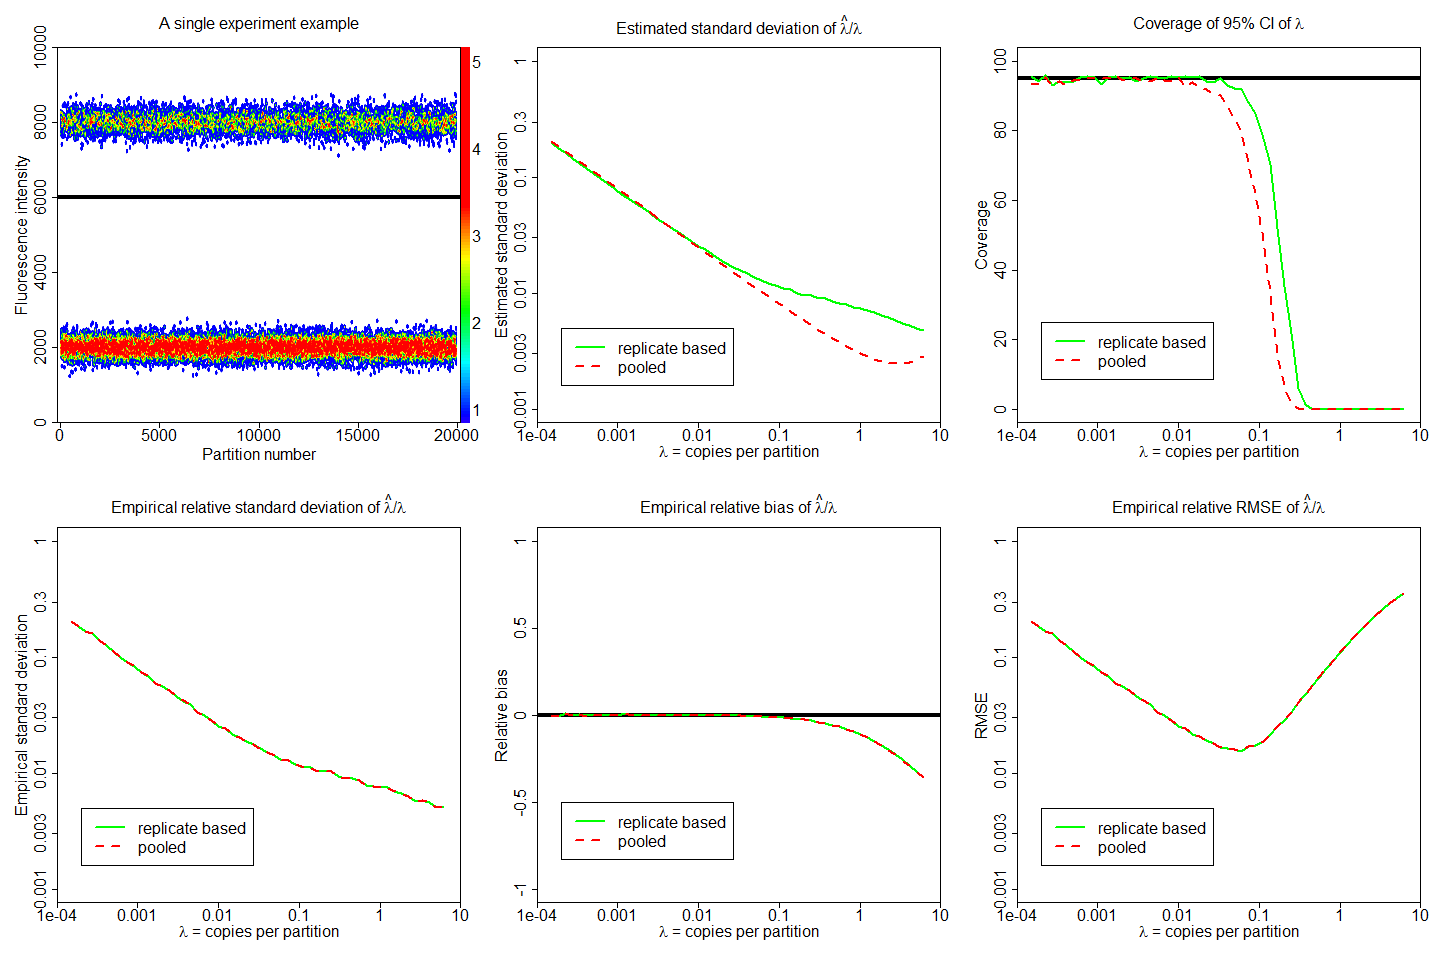 A single experiment example
Fluorescence intensity
0 2000 4000 6000 8000 10000
1 2 3 4 5
0 5000 10000 15000 20000
Partition number
Estimated standard deviation of λ̂/λ
Estimated standard deviation
0.001 0.003 0.01 0.03 0.1 0.3 1
replicate based
pooled
1e-04 0.001 0.01 0.1 1 10
λ = copies per partition
Coverage of 95% CI of λ
Coverage
0 20 40 60 80 100
replicate based
pooled
1e-04 0.001 0.01 0.1 1 10
λ = copies per partition
Empirical relative standard deviation of λ̂/λ
Empirical standard deviation
0.001 0.003 0.01 0.03 0.1 0.3 1
replicate based
pooled
1e-04 0.001 0.01 0.1 1 10
λ = copies per partition
Empirical relative bias of λ̂/λ
Relative bias
-1 -0.5 0 0.5 1
replicate based
pooled
1e-04 0.001 0.01 0.1 1 10
λ = copies per partition
Empirical relative RMSE of λ̂/λ
RMSE
0.001 0.003 0.01 0.03 0.1 0.3 1
replicate based
pooled
1e-04 0.001 0.01 0.1 1 10
λ = copies per partition